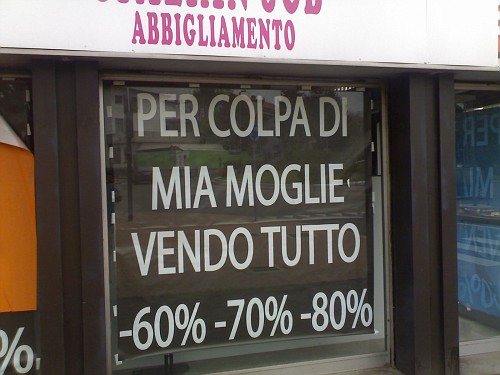 ABBIGLIAMENTO
PER COLPA DI
MIA MOGLIE
VENDO TUTTO
-60% -70% -80%
%